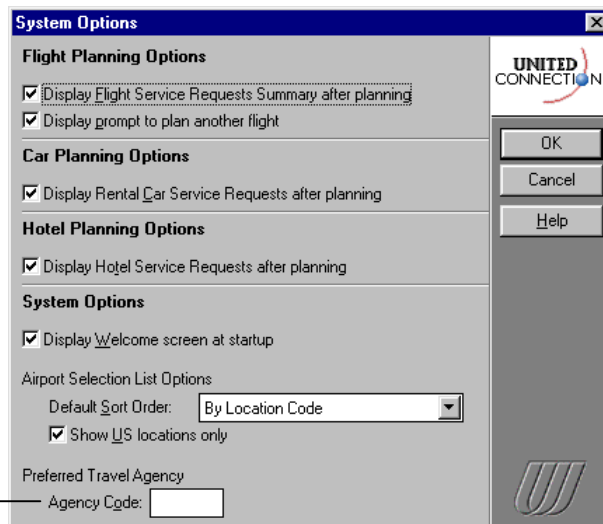 System Options
Flight Planning Options
Display Flight Service Requests Summary after planning
Display prompt to plan another flight
Car Planning Options
Display Rental Car Service Requests after planning
Hotel Planning Options
Display Hotel Service Requests after planning
System Options
Display Welcome screen at startup
Airport Selection List Options
Default Sort Order: By Location Code
Show US locations only
Preferred Travel Agency
Agency Code:
UNITED
CONNECTION
OK
Cancel
Help